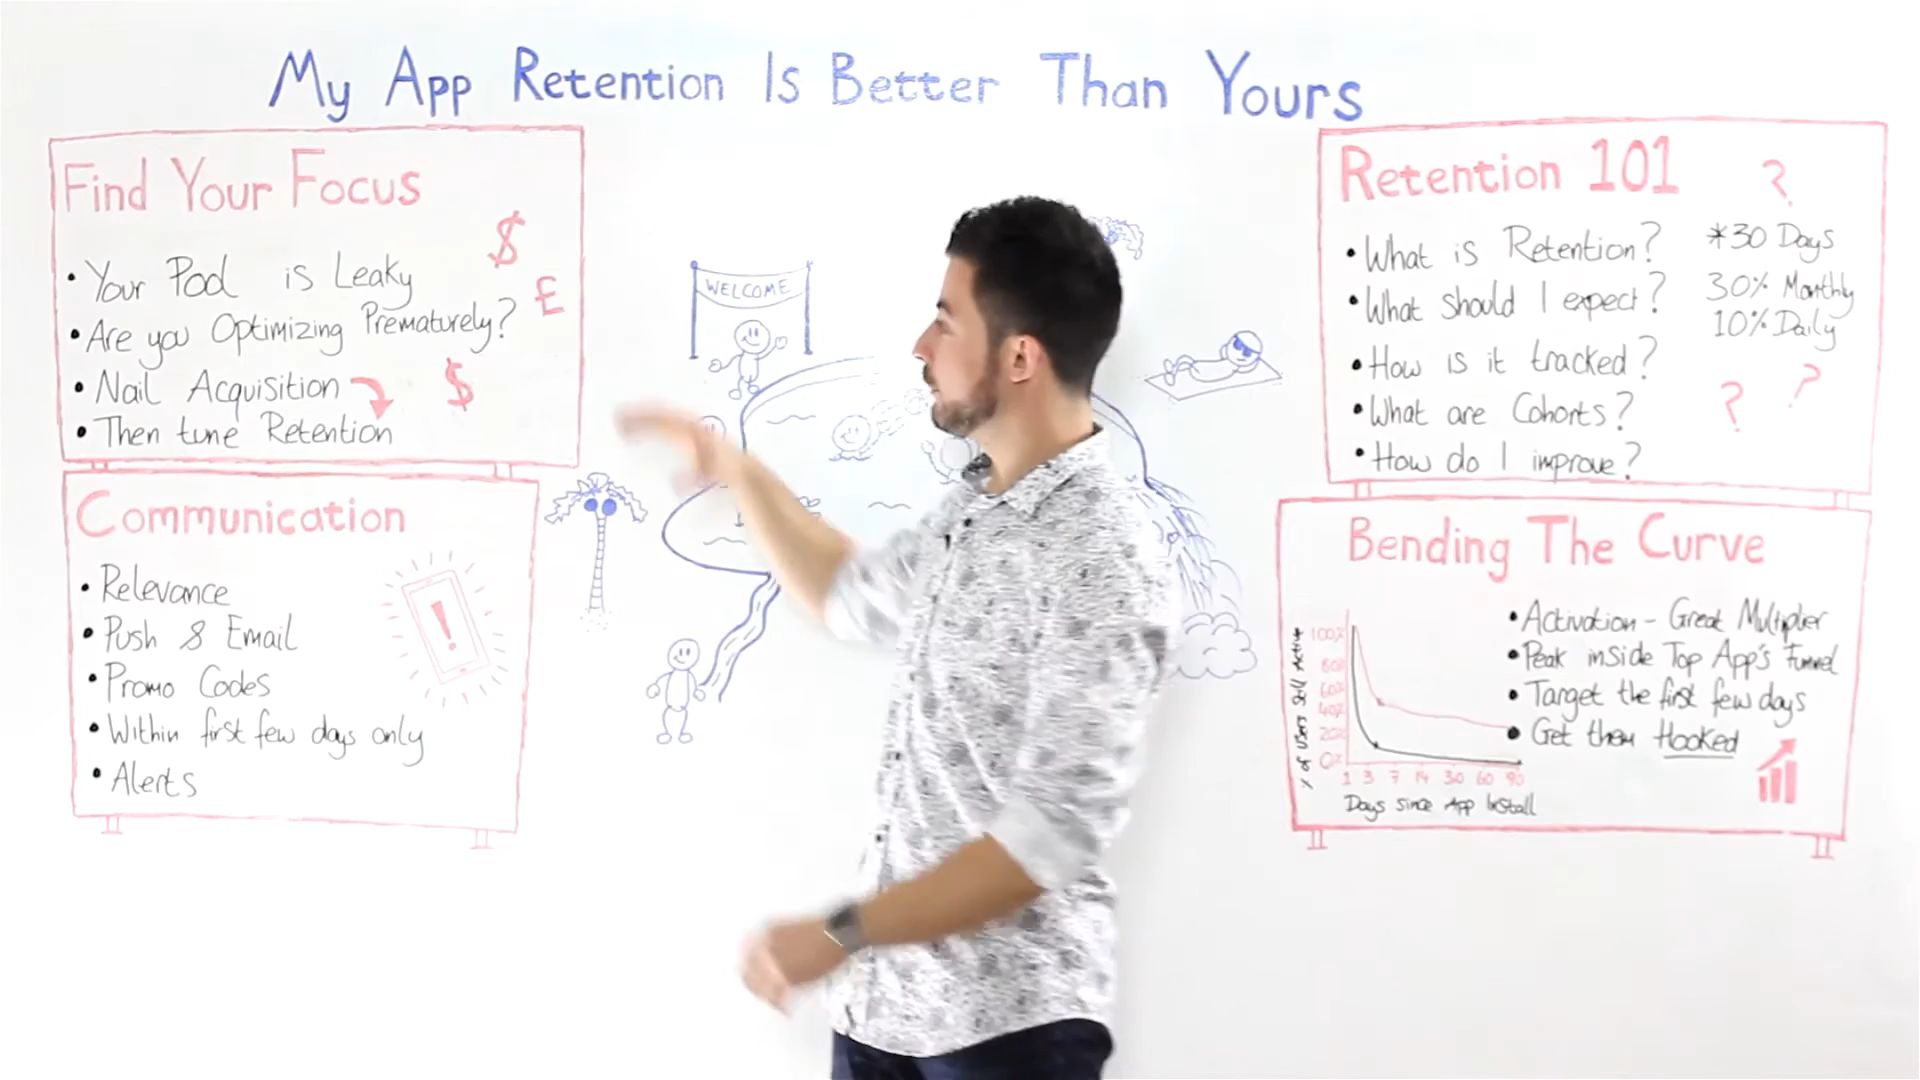 My App Retention Is Better Than Yours
Find Your Focus
$
£
$
• Your Pool is Leaky
• Are you Optimizing Prematurely?
• Nail Acquisition
• Then tune Retention
Communication
• Relevance
• Push & Email
• Promo Codes
• Within first few days only
• Alerts
!
WELCOME
Retention 101
?
• What is Retention?
• What should I expect?
• How is it tracked?
• What are Cohorts?
• How do I improve?
*30 Days
30% Monthly
10% Daily
?
?
Bending The Curve
• Activation - Great Multiplier
• Peak inside Top App's Funnel
• Target the first few days
• Get them Hooked
% of Users Still Active
100%
80%
60%
40%
20%
0%
1 3 7 14 30 60 90
Days Since App Install